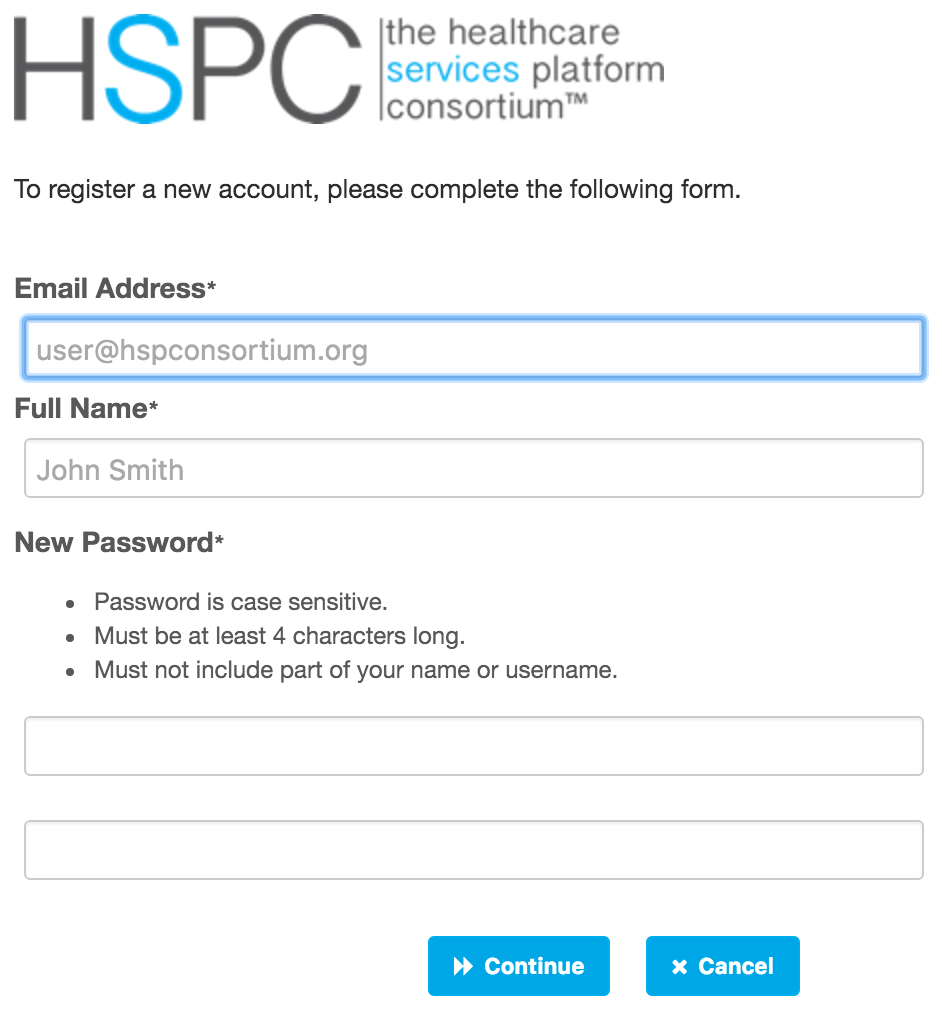 HSPC
the healthcare
services platform
consortium™
To register a new account, please complete the following form.
Email Address*
user@hspconsortium.org
Full Name*
John Smith
New Password*
• Password is case sensitive.
• Must be at least 4 characters long.
• Must not include part of your name or username.
Continue
Cancel